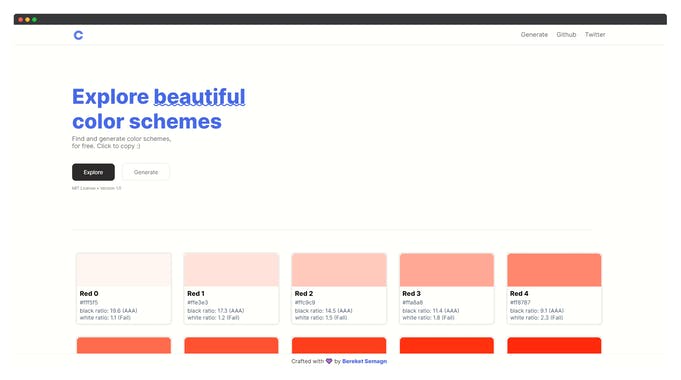 C
Generate Github Twitter
Explore beautiful
color schemes
Find and generate color schemes,
for free. Click to copy :)
Explore Generate
MIT License • Version 1.0
Red 0 Red 1 Red 2 Red 3 Red 4
#fff5f5 #ffe3e3 #ffc9c9 #ffa8a8 #ff8787
black ratio: 19.6 (AAA) black ratio: 17.3 (AAA) black ratio: 14.5 (AAA) black ratio: 11.4 (AAA) black ratio: 9.1 (AAA)
white ratio: 1.1 (Fail) white ratio: 1.2 (Fail) white ratio: 1.5 (Fail) white ratio: 1.8 (Fail) white ratio: 2.3 (Fail)
Crafted with 💜 by Bereket Semagn